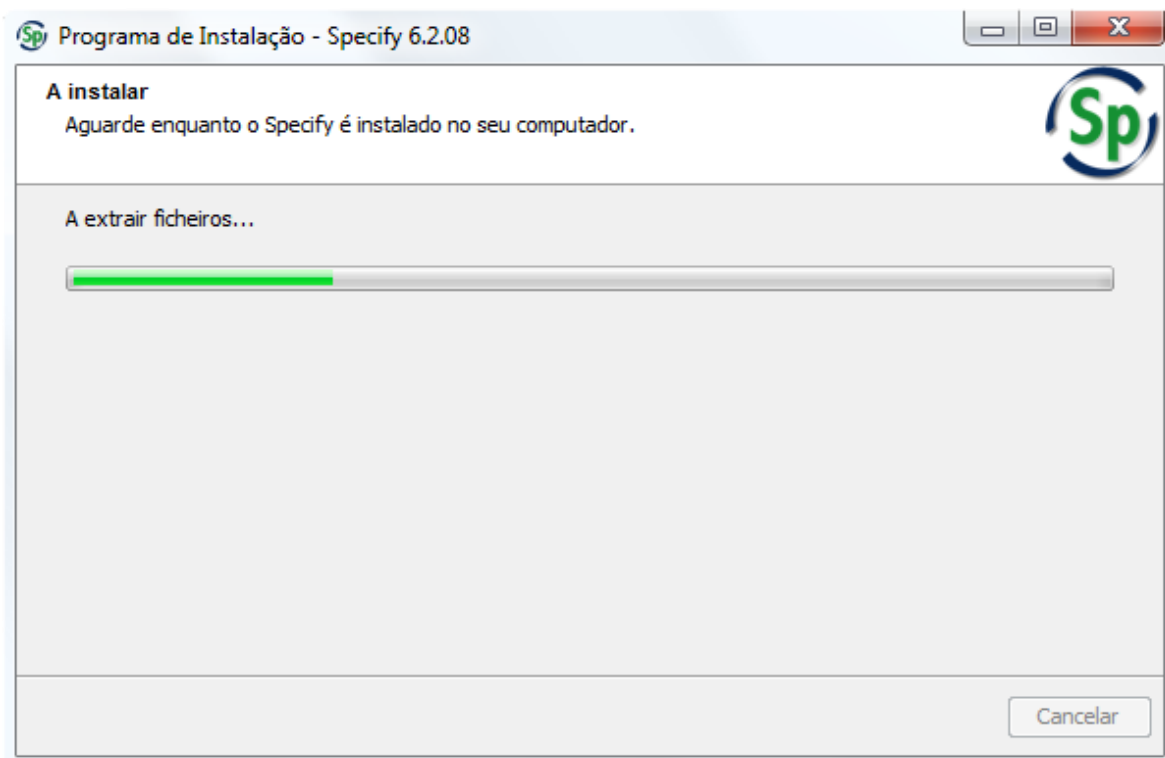 Sp Programa de Instalação - Specify 6.2.08
A instalar
Aguarde enquanto o Specify é instalado no seu computador.
Sp
A extrair ficheiros...
Cancelar